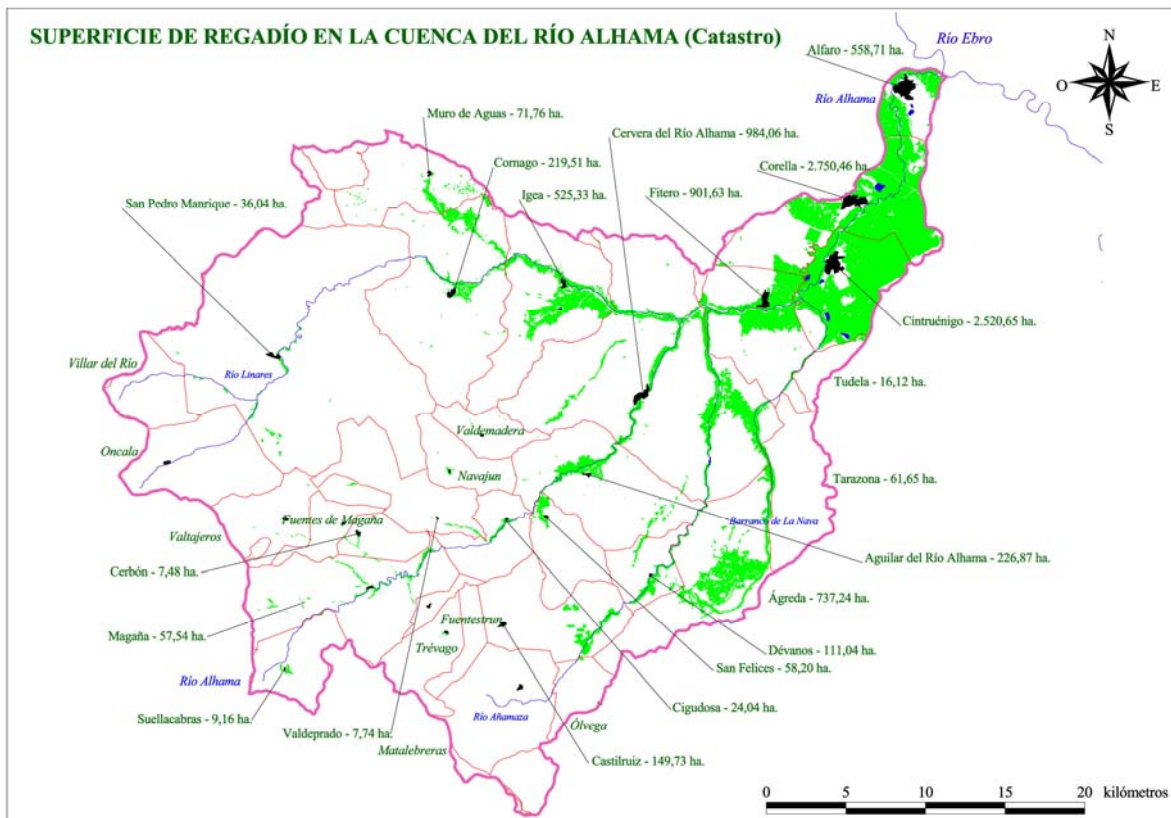 SUPERFICIE DE REGADÍO EN LA CUENCA DEL RÍO ALHAMA (Catastro)
Río Ebro
N
O
E
S
Alfaro - 558,71 ha.
Río Alhama
Muro de Aguas - 71,76 ha.
Cervera del Río Alhama - 984,06 ha.
Cornago - 219,51 ha.
Corella - 2.750,46 ha.
Igea - 525,33 ha.
Fitero - 901,63 ha.
San Pedro Manrique - 36,04 ha.
Cintruénigo - 2.520,65 ha.
Villar del Río
Río Linares
Tudela - 16,12 ha.
Valdemadera
Oncala
Navajun
Tarazona - 61,65 ha.
Valtajeros
Fuentes de Magaña
Barranco de La Nava
Aguilar del Río Alhama - 226,87 ha.
Cerbón - 7,48 ha.
Ágreda - 737,24 ha.
Magaña - 57,54 ha.
Fuentestrun
Trévago
Dévanos - 111,04 ha.
San Felices - 58,20 ha.
Río Alhama
Cigudosa - 24,04 ha.
Suellacabras - 9,16 ha.
Río Añamaza
Ólvega
Valdeprado - 7,74 ha.
Matalebreras
Castilruiz - 149,73 ha.
0 5 10 15 20 kilómetros